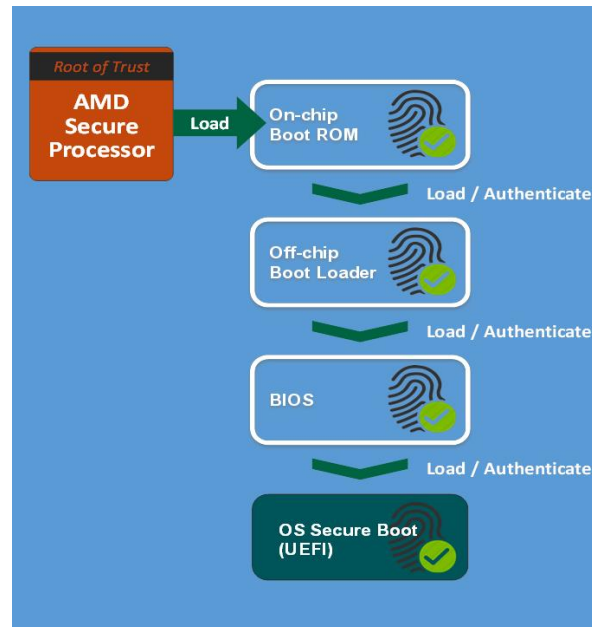 Root of Trust
AMD
Secure
Processor
Load
On-chip
Boot ROM
Load / Authenticate
Off-chip
Boot Loader
Load / Authenticate
BIOS
Load / Authenticate
OS Secure Boot
(UEFI)